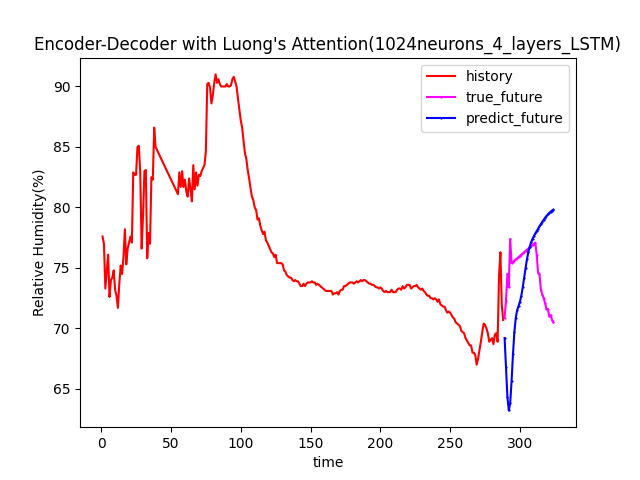 Encoder-Decoder with Luong's Attention(1024neurons_4_layers_LSTM)
history
true_future
predict_future
Relative Humidity(%)
90
85
80
75
70
65
0 50 100 150 200 250 300
time